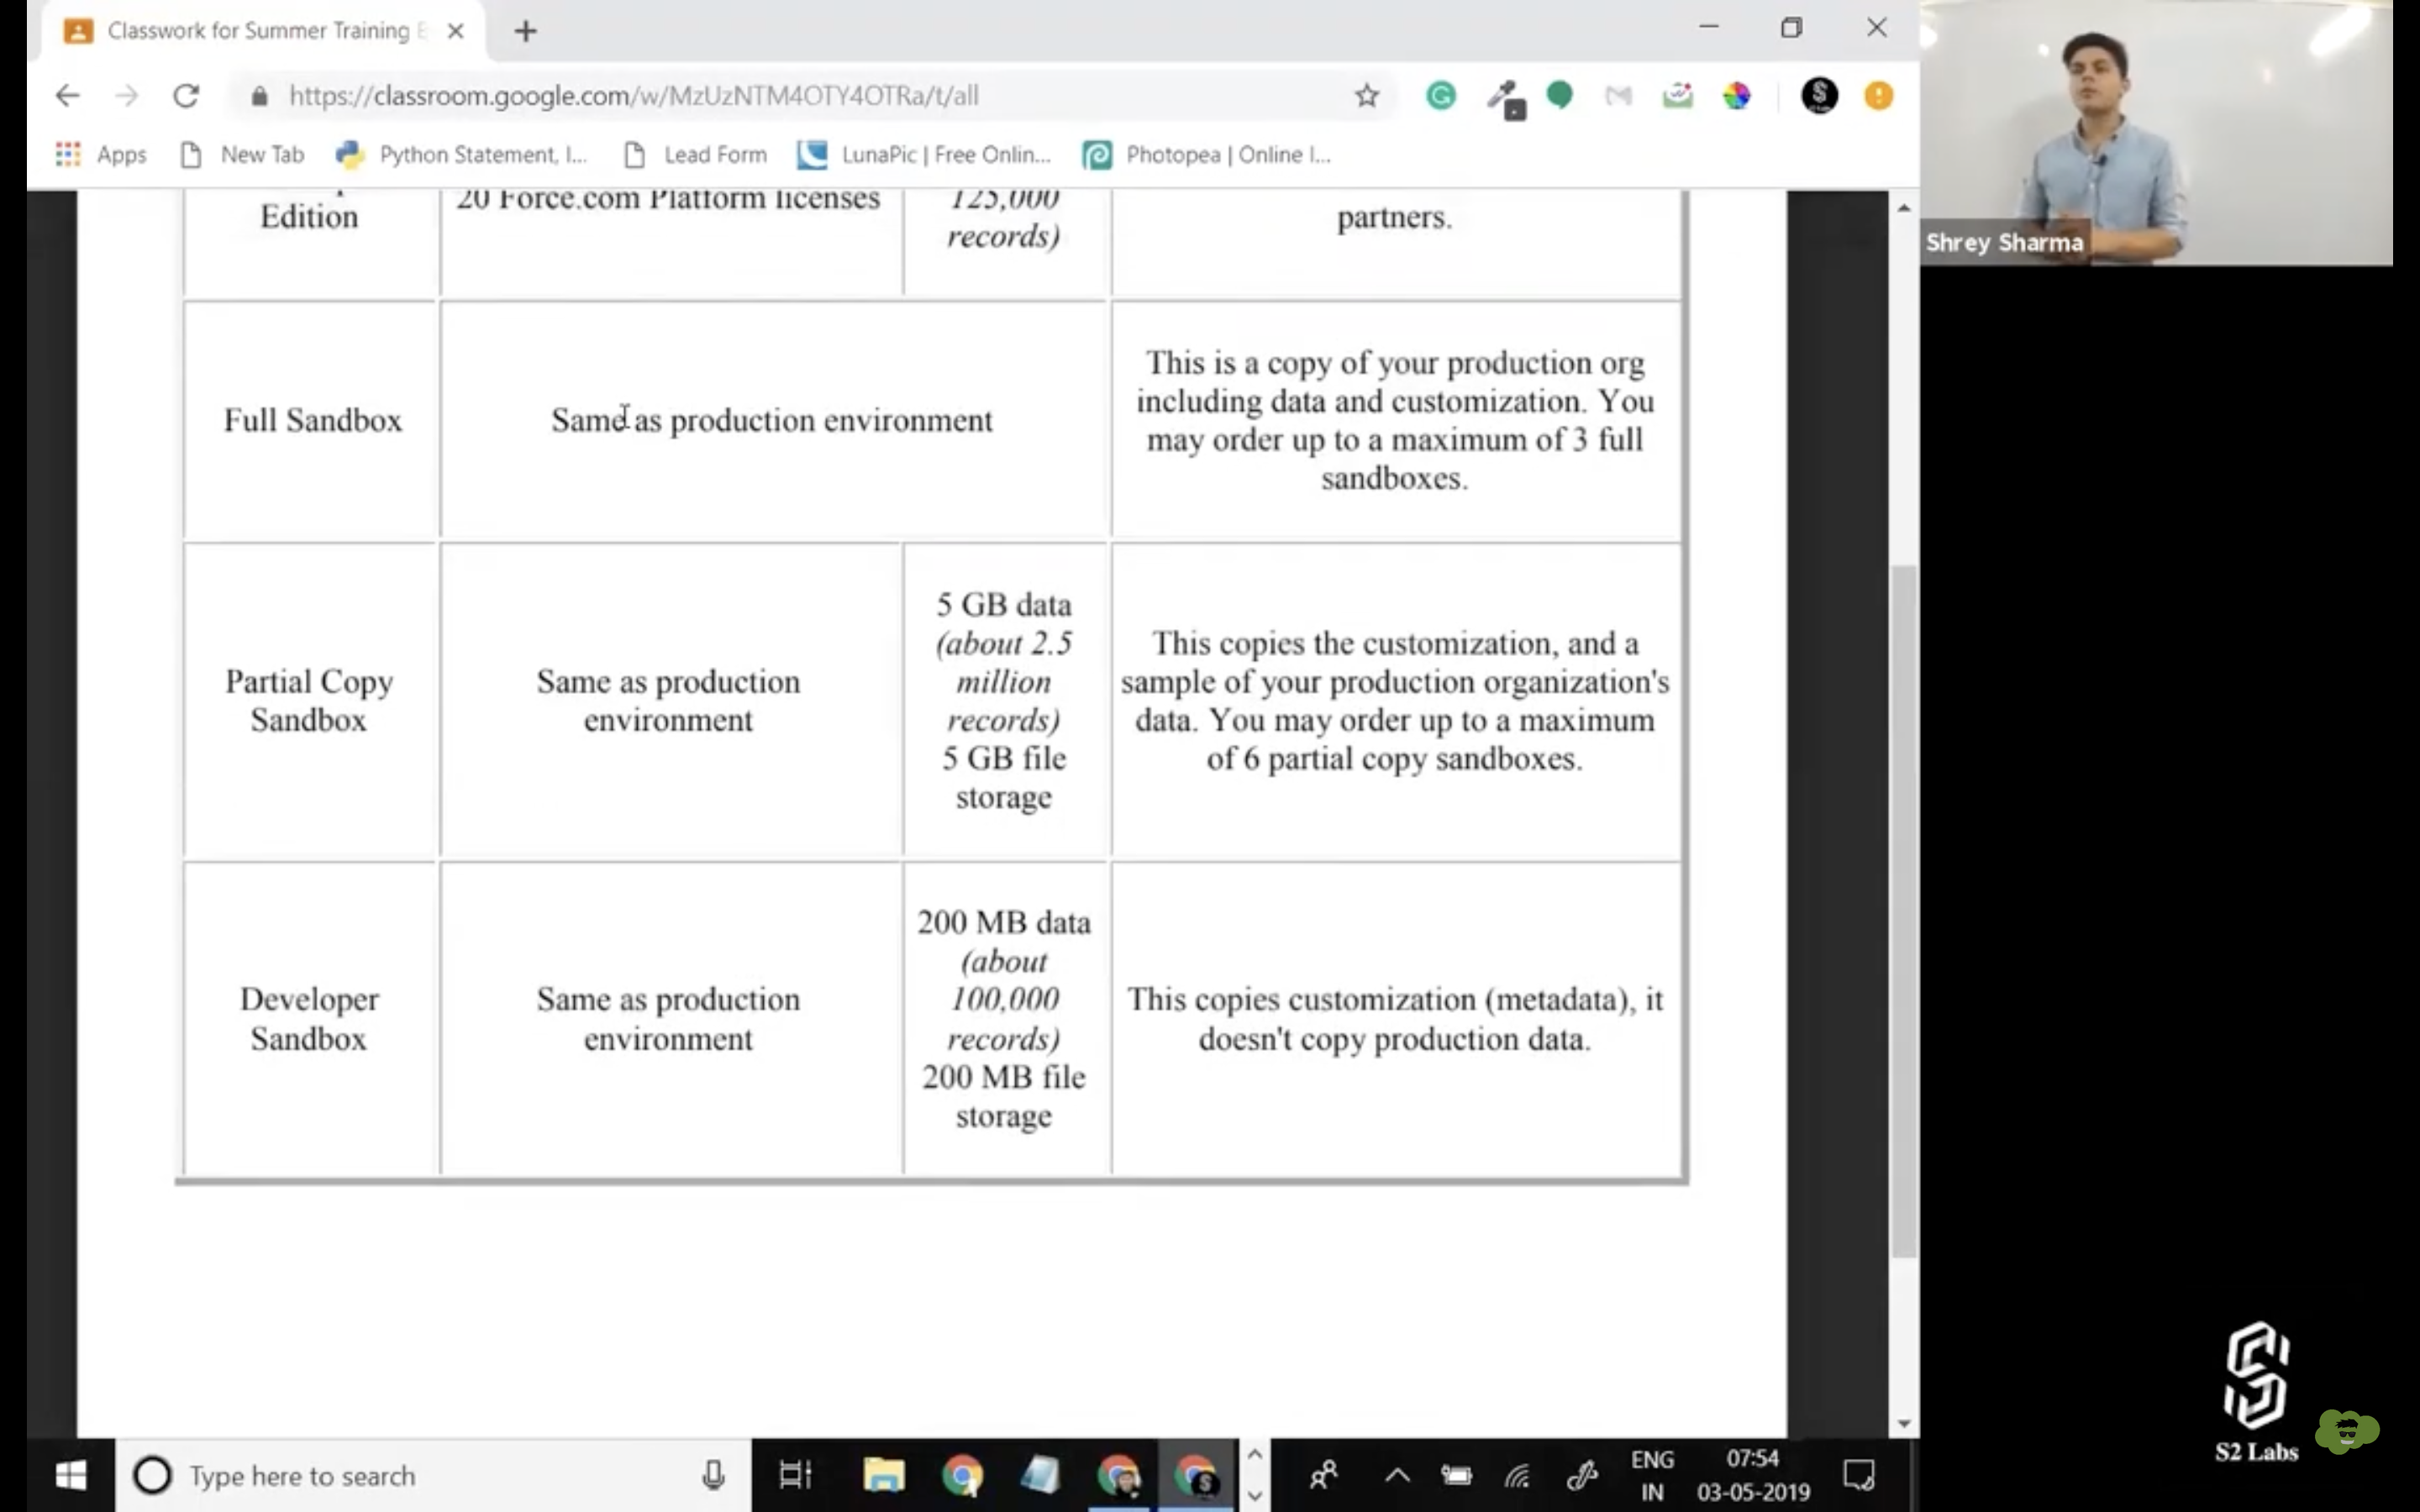 Classwork for Summer Training
https://classroom.google.com/w/MzUzNTM4OTY4OTRa/t/all
Apps
New Tab
Python Statement, I...
Lead Form
LunaPic | Free Onlin...
Photopea | Online I...
Shrey Sharma
Edition
20 Force.com Platform licenses
125,000
records)
partners.
Full Sandbox
Same as production environment
This is a copy of your production org
including data and customization. You
may order up to a maximum of 3 full
sandboxes.
Partial Copy
Sandbox
Same as production
environment
5 GB data
(about 2.5
million
records)
5 GB file
storage
This copies the customization, and a
sample of your production organization's
data. You may order up to a maximum
of 6 partial copy sandboxes.
Developer
Sandbox
Same as production
environment
200 MB data
(about
100,000
records)
200 MB file
storage
This copies customization (metadata), it
doesn't copy production data.
S2 Labs
Type here to search
ENG
IN
07:54
03-05-2019